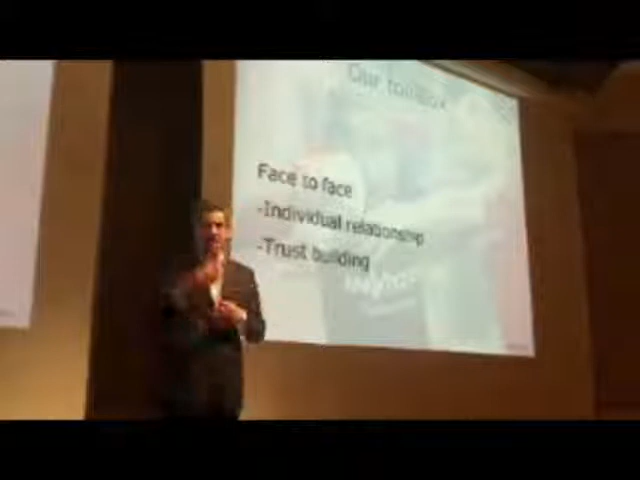 Our toolbox
Face to face
-Individual relationship
-Trust building